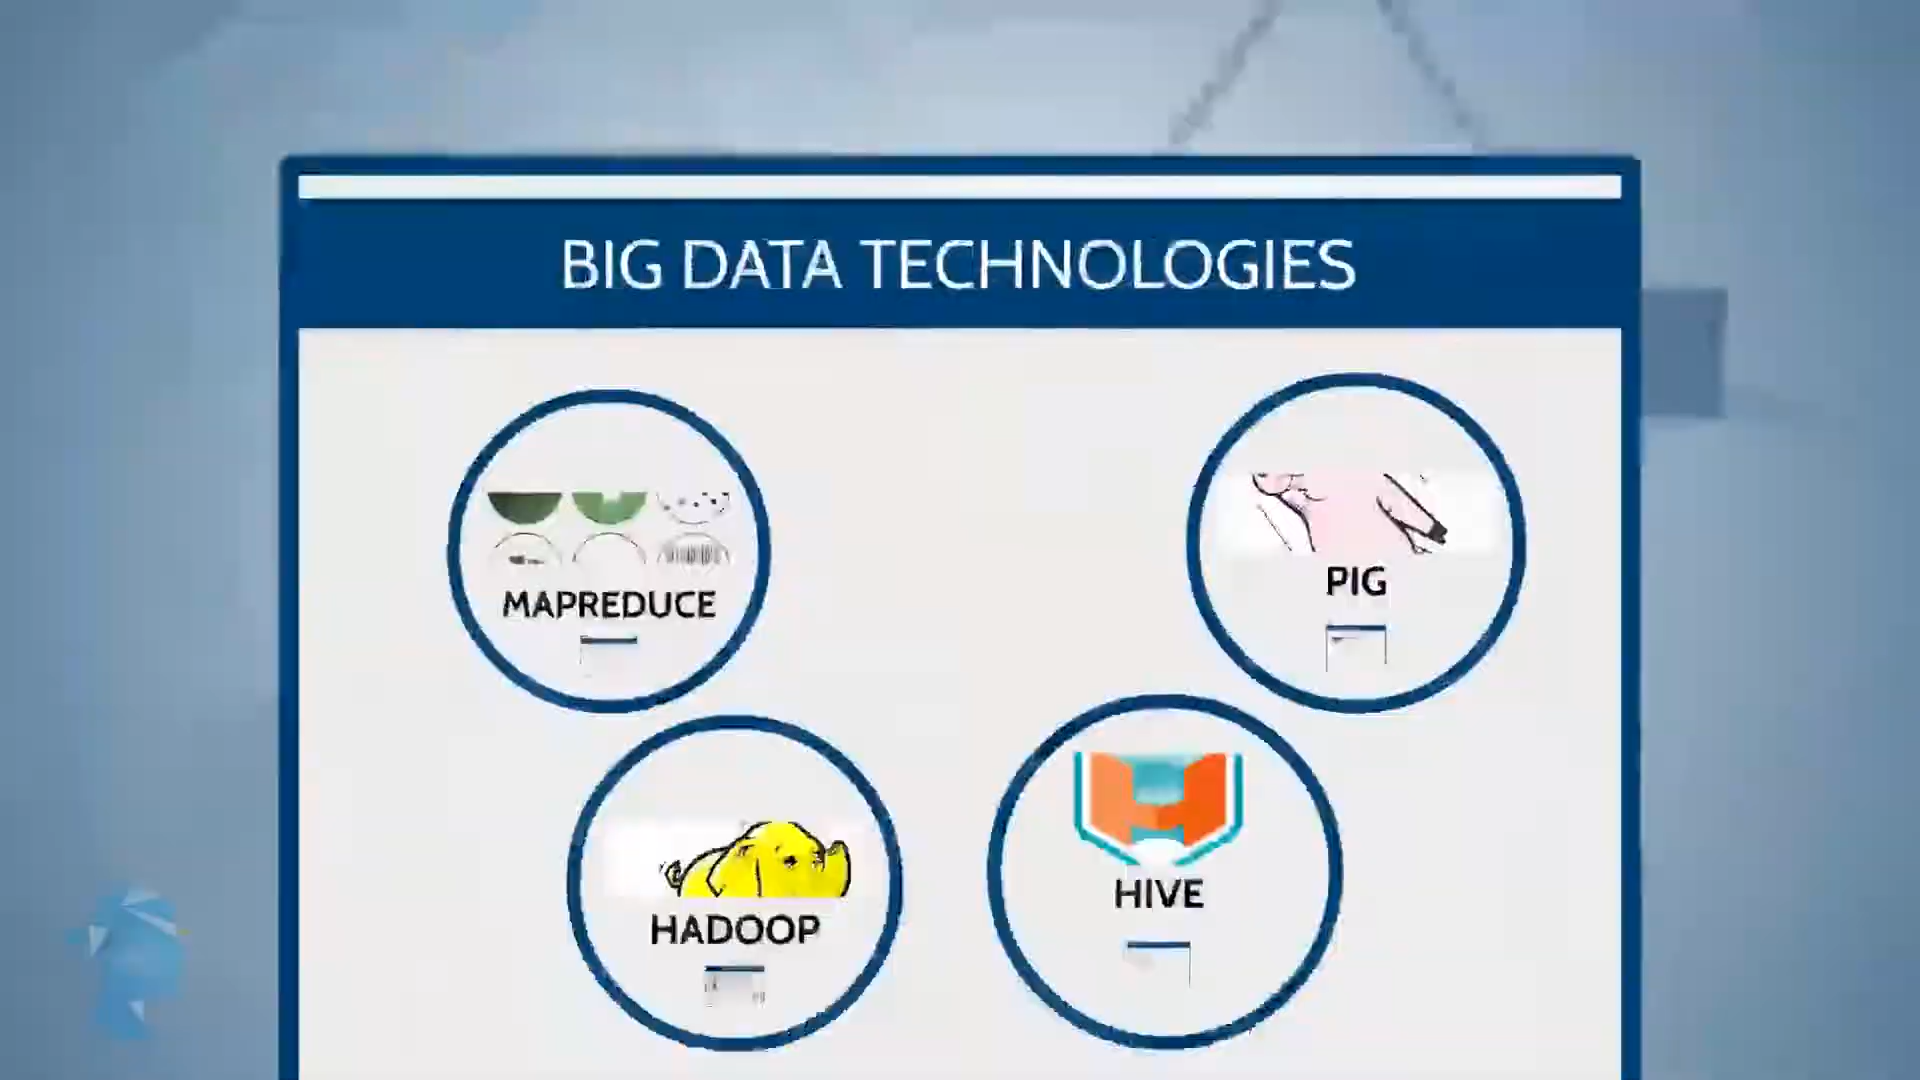 BIG DATA TECHNOLOGIES
MAPREDUCE
PIG
HADOOP
HIVE